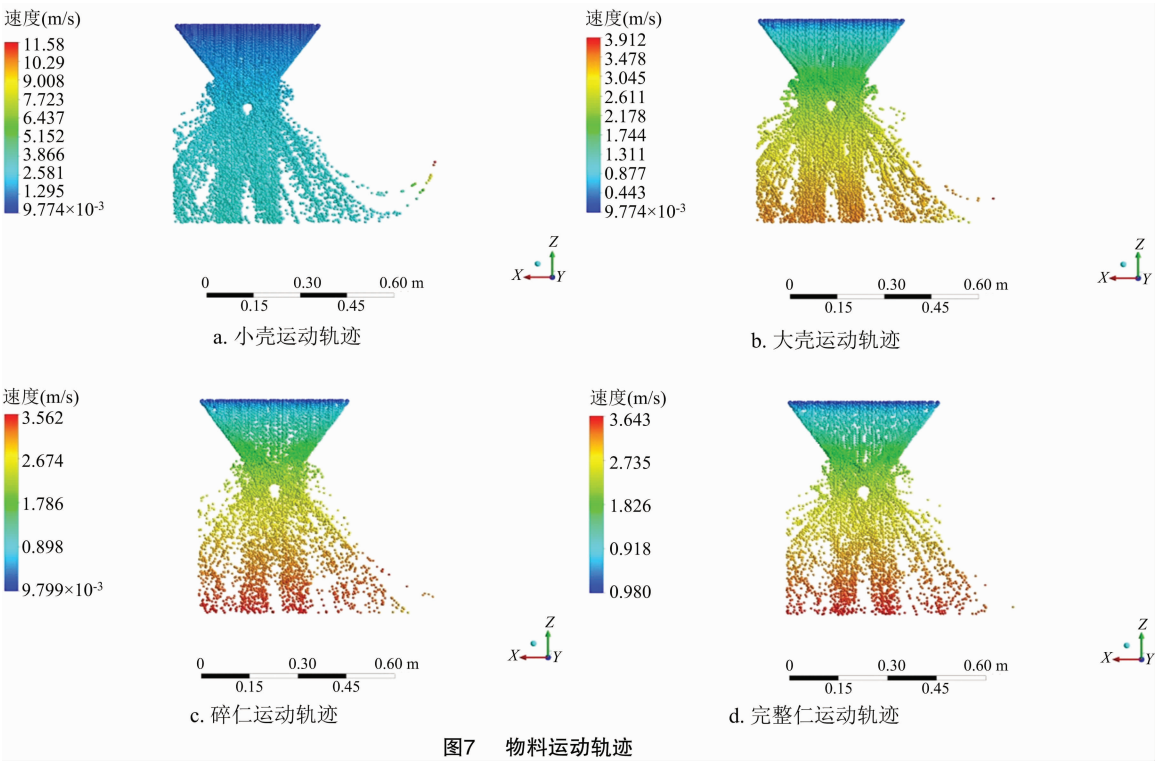 速度(m/s)
11.58
10.29
9.008
7.723
6.437
5.152
3.866
2.581
1.295
9.774×10⁻³
Z
X
Y
0
0.30
0.60 m
0.15
0.45
a. 小壳运动轨迹
速度(m/s)
3.912
3.478
3.045
2.611
2.178
1.744
1.311
0.877
0.443
9.774×10⁻³
Z
X
Y
0
0.30
0.60 m
0.15
0.45
b. 大壳运动轨迹
速度(m/s)
3.562
2.674
1.786
0.898
9.799×10⁻³
Z
X
Y
0
0.30
0.60 m
0.15
0.45
c. 碎仁运动轨迹
速度(m/s)
3.643
2.735
1.826
0.918
0.980
Z
X
Y
0
0.30
0.60 m
0.15
0.45
d. 完整仁运动轨迹
图7 物料运动轨迹